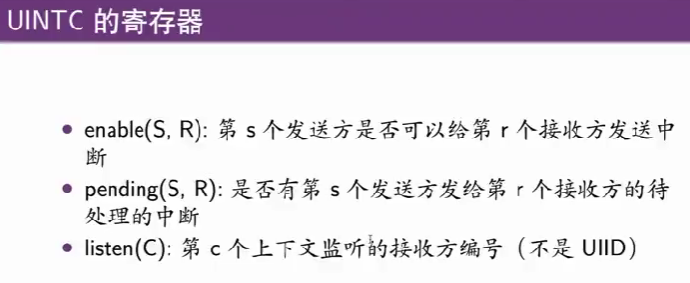 UINTC 的寄存器
• enable(S, R): 第 s 个发送方是否可以给第 r 个接收方发送中
断
• pending(S, R): 是否有第 s 个发送方发给第 r 个接收方的待
处理的中断
• listen(C): 第 c 个上下文监听的接收方编号（不是 UIID）